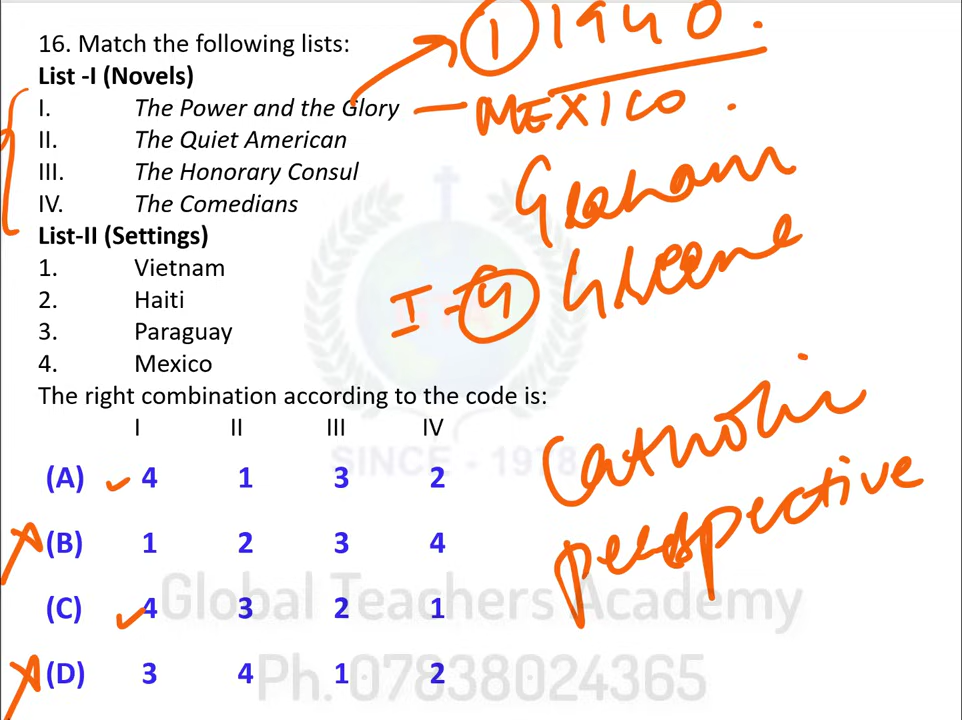 ① 1940.
16. Match the following lists:
List -I (Novels)
I. The Power and the Glory — MEXICO.
II. The Quiet American
III. The Honorary Consul
IV. The Comedians
Graham
Greene
List-II (Settings)
1. Vietnam
2. Haiti
I - ④
3. Paraguay
4. Mexico
The right combination according to the code is:
I II III IV
(A) ✓ 4 1 3 2
(B) 1 2 3 4
(C) ✓ 4 3 2 1
(D) 3 4 1 2
Catholic
perspective
SINCE - 1978
Global Teachers Academy
Ph. 07838024365